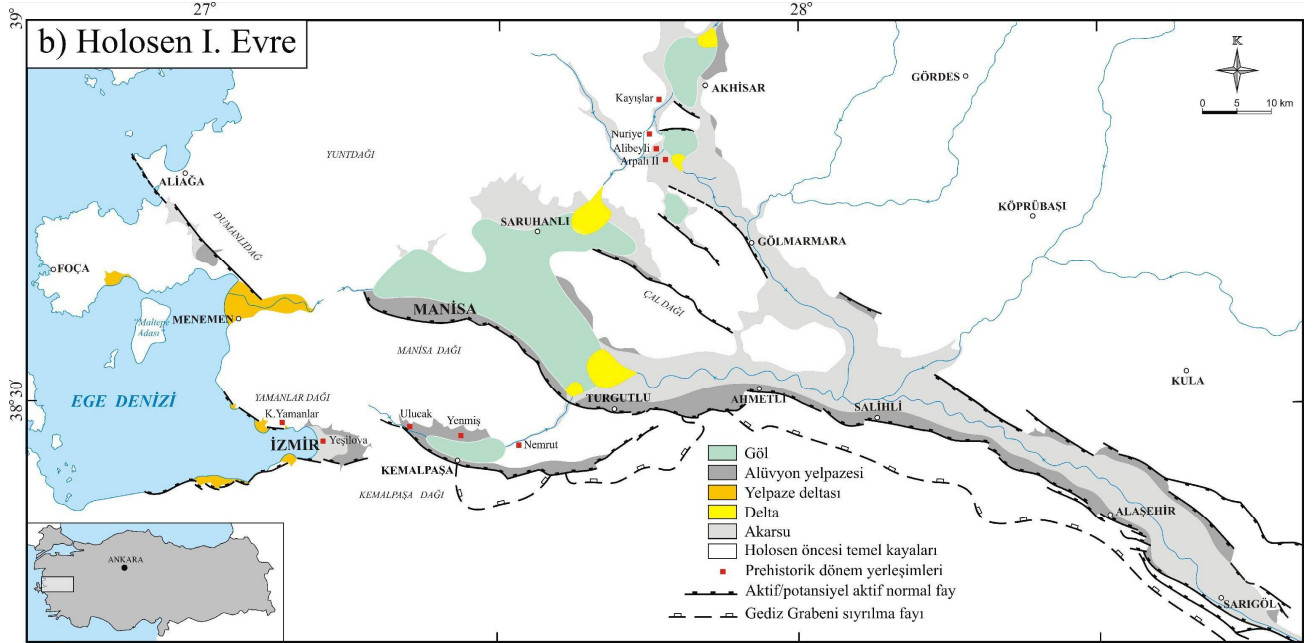 27°
28°
39°
b) Holosen I. Evre
K
0 5 10 km
GÖRDES
AKHİSAR
Kayışlar
Nuriye
Alibeyli
Arpalı II
YUNTDAĞI
ALİAĞA
DUMANLIDAĞ
SARUHANLI
KÖPRÜBAŞI
GÖLMARMARA
FOÇA
ÇAL DAĞI
MENEMEN
MANİSA
"Maltepe
Adası"
MANİSA DAĞI
KULA
EGE DENİZİ
38°30'
YAMANLAR DAĞI
K.Yamanlar
Ulucak
Yenmiş
TURGUTLU
AHMETLİ
SALİHLİ
İZMİR
Yeşilova
Nemrut
KEMALPAŞA
KEMALPAŞA DAĞI
ALAŞEHİR
SARIGÖL
Göl
Alüvyon yelpazesi
Yelpaze deltası
Delta
Akarsu
Holosen öncesi temel kayaları
Prehistorik dönem yerleşimleri
Aktif/potansiyel aktif normal fay
Gediz Grabeni sıyrılma fayı
ANKARA